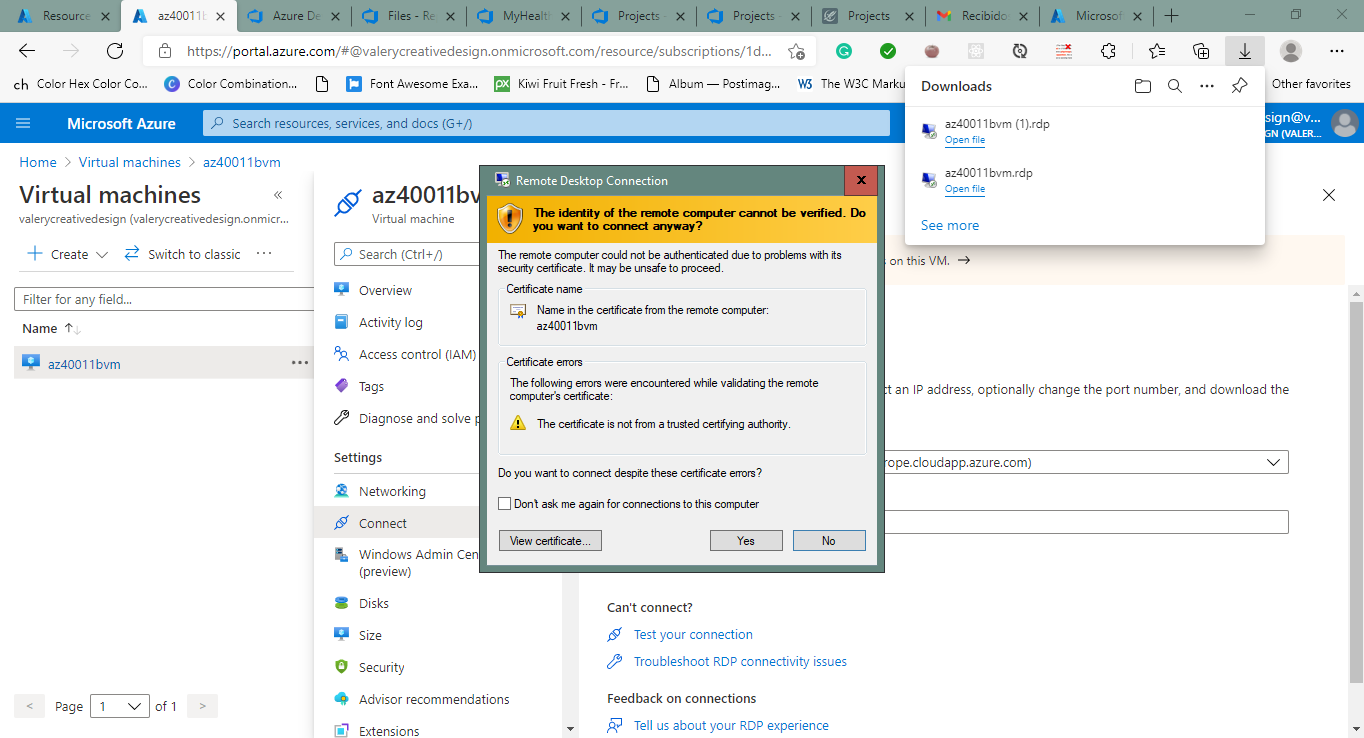 Resource
az40011b
Azure De
Files - Re
MyHealt
Projects -
Projects -
Projects
Recibidos
Microsof
https://portal.azure.com/#@valerycreativedesign.onmicrosoft.com/resource/subscriptions/1d...
ch Color Hex Color Co...
Color Combination...
Font Awesome Exa...
px Kiwi Fruit Fresh - Fr...
Album — Postimag...
W3 The W3C Marku
Other favorites
Downloads
az40011bvm (1).rdp
Open file
az40011bvm.rdp
Open file
See more
Microsoft Azure
Search resources, services, and docs (G+/)
sign@v...
GN (VALER...
Home > Virtual machines > az40011bvm
Virtual machines
valerycreativedesign (valerycreativedesign.onmicr...
Create
Switch to classic
Filter for any field...
Name
az40011bvm
< Page 1 of 1 >
az40011bv
Virtual machine
Search (Ctrl+/)
Overview
Activity log
Access control (IAM)
Tags
Diagnose and solve p
Settings
Networking
Connect
Windows Admin Cen
(preview)
Disks
Size
Security
Advisor recommendations
Extensions
Remote Desktop Connection
The identity of the remote computer cannot be verified. Do
you want to connect anyway?
The remote computer could not be authenticated due to problems with its
security certificate. It may be unsafe to proceed.
Certificate name
Name in the certificate from the remote computer:
az40011bvm
Certificate errors
The following errors were encountered while validating the remote
computer's certificate:
The certificate is not from a trusted certifying authority.
Do you want to connect despite these certificate errors?
Don't ask me again for connections to this computer
View certificate...
Yes
No
s on this VM. →
ct an IP address, optionally change the port number, and download the
rope.cloudapp.azure.com)
Can't connect?
Test your connection
Troubleshoot RDP connectivity issues
Feedback on connections
Tell us about your RDP experience